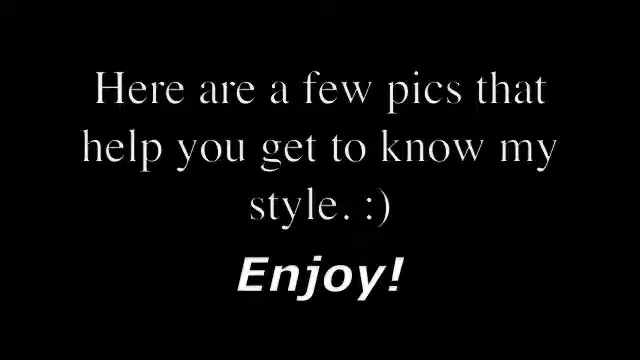 Here are a few pics that
help you get to know my
style. :)
Enjoy!